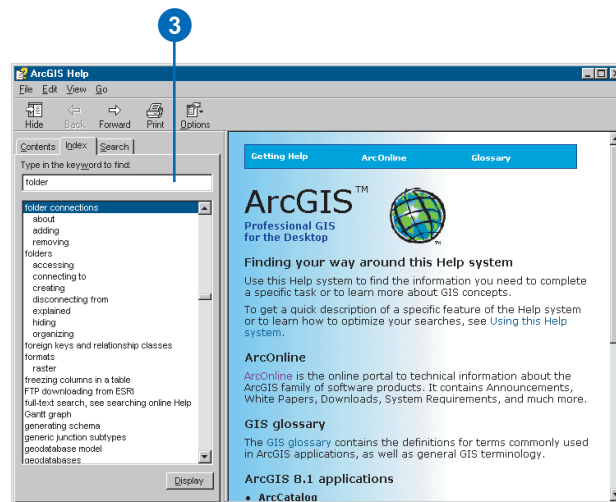 3
ArcGIS Help
File Edit View Go
Hide Back Forward Print Options
Contents Index Search
Type in the keyword to find:
folder
folder connections
about
adding
removing
folders
accessing
connecting to
creating
disconnecting from
explained
hiding
organizing
foreign keys and relationship classes
formats
raster
freezing columns in a table
FTP downloading from ESRI
full-text search, see searching online Help
Gantt graph
generating schema
generic junction subtypes
geodatabase model
geodatabases
Display
Getting Help ArcOnline Glossary
ArcGIS™
Professional GIS
for the Desktop
Finding your way around this Help system
Use this Help system to find the information you need to complete
a specific task or to learn more about GIS concepts.
To get a quick description of a specific feature of the Help system
or to learn how to optimize your searches, see Using this Help
system.
ArcOnline
ArcOnline is the online portal to technical information about the
ArcGIS family of software products. It contains Announcements,
White Papers, Downloads, System Requirements, and much more.
GIS glossary
The GIS glossary contains the definitions for terms commonly used
in ArcGIS applications, as well as general GIS terminology.
ArcGIS 8.1 applications
• ArcCatalog